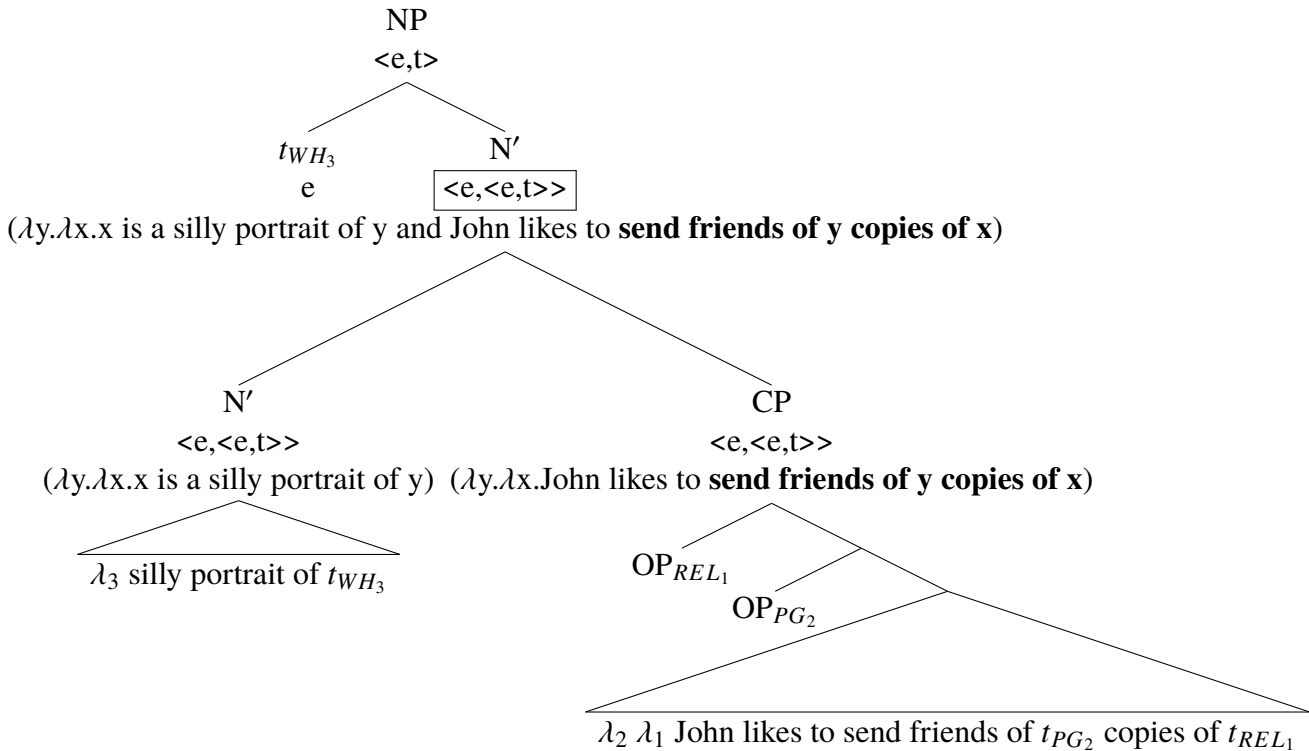 NP
<e,t>
t_{WH_3} N′
e <e,<e,t>>
(λy.λx.x is a silly portrait of y and John likes to send friends of y copies of x)
N′ CP
<e,<e,t>> <e,<e,t>>
(λy.λx.x is a silly portrait of y) (λy.λx.John likes to send friends of y copies of x)
OP_{REL_1}
λ_3 silly portrait of t_{WH_3}
OP_{PG_2}
λ_2 λ_1 John likes to send friends of t_{PG_2} copies of t_{REL_1}